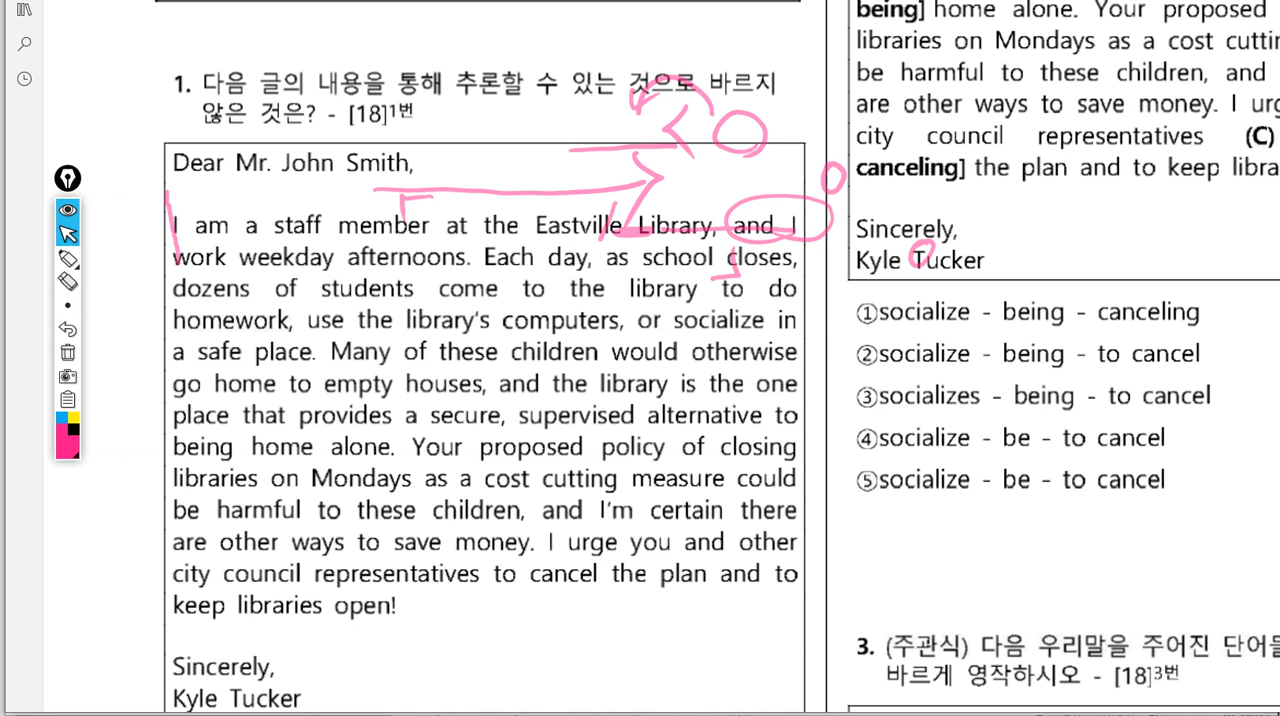 1. 다음 글의 내용을 통해 추론할 수 있는 것으로 바르지
않은 것은? - [18]1번
Dear Mr. John Smith,
I am a staff member at the Eastville Library, and I
work weekday afternoons. Each day, as school closes,
dozens of students come to the library to do
homework, use the library's computers, or socialize in
a safe place. Many of these children would otherwise
go home to empty houses, and the library is the one
place that provides a secure, supervised alternative to
being home alone. Your proposed policy of closing
libraries on Mondays as a cost cutting measure could
be harmful to these children, and I'm certain there
are other ways to save money. I urge you and other
city council representatives to cancel the plan and to
keep libraries open!
Sincerely,
Kyle Tucker
being] home alone. Your proposed
libraries on Mondays as a cost
be harmful to these children, and
are other ways to save money. I
city council representatives (C)
canceling] the plan and to keep
Sincerely,
Kyle Tucker
①socialize - being - canceling
②socialize - being - to cancel
③socializes - being - to cancel
④socialize - be - to cancel
⑤socialize - be - to cancel
3. (주관식) 다음 우리말을 주어진
바르게 영작하시오 - [18]3번